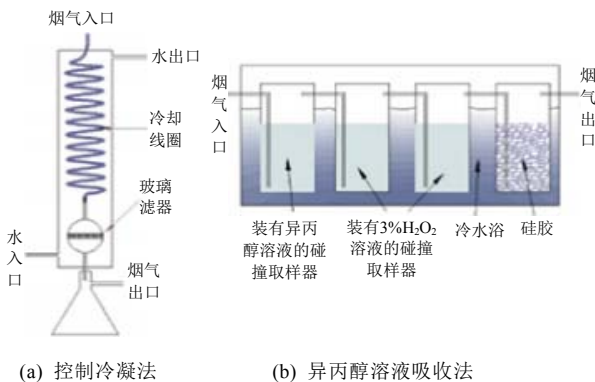 烟气入口
水出口
冷却
线圈
玻璃
滤器
水
入
口
烟气
出口
(a) 控制冷凝法
烟
气
入
口
烟
气
出
口
装有异丙
醇溶液的碰
撞取样器
装有3%H₂O₂
溶液的碰撞
取样器
冷水浴
硅胶
(b) 异丙醇溶液吸收法